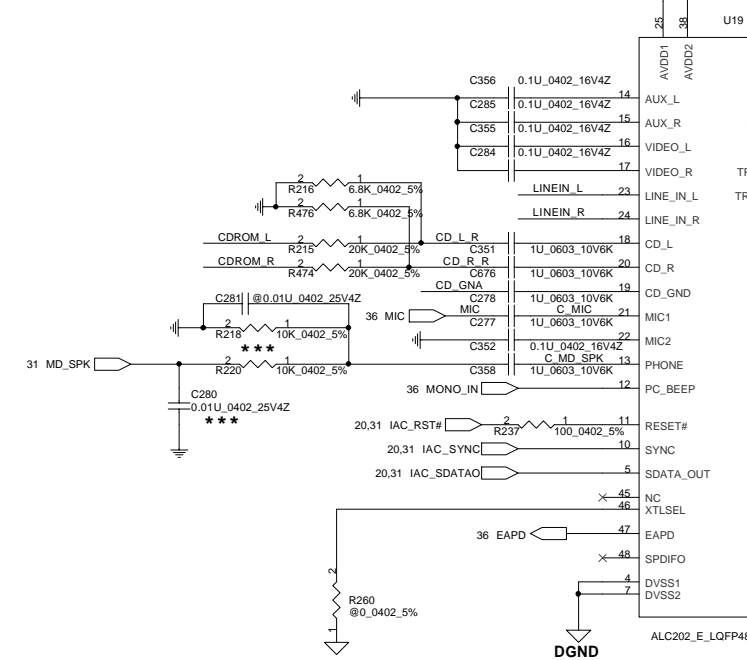 25
38
U19
AVDD1
AVDD2
C356 0.1U_0402_16V4Z
14 AUX_L
C285 0.1U_0402_16V4Z
15 AUX_R
C355 0.1U_0402_16V4Z
16 VIDEO_L
C284 0.1U_0402_16V4Z
17 VIDEO_R
2 1
R216 6.8K_0402_5%
LINEIN_L
23 LINE_IN_L
2 1
R476 6.8K_0402_5%
LINEIN_R
24 LINE_IN_R
CDROM_L 2 1 CD_L_R
R215 20K_0402_5% C351 1U_0603_10V6K
18 CD_L
CDROM_R 2 1 CD_R_R
R474 20K_0402_5% C676 1U_0603_10V6K
20 CD_R
CD_GNA
C278 1U_0603_10V6K
19 CD_GND
C281 @0.01U_0402_25V4Z
36 MIC MIC C_MIC
C277 1U_0603_10V6K
21 MIC1
2 1
R218 10K_0402_5%
***
C352 0.1U_0402_16V4Z
22 MIC2
31 MD_SPK 2 1 C_MD_SPK
R220 10K_0402_5% C358 1U_0603_10V6K
13 PHONE
C280
0.01U_0402_25V4Z
***
36 MONO_IN 12 PC_BEEP
20,31 IAC_RST# 2 1 11 RESET#
R237 100_0402_5%
20,31 IAC_SYNC 10 SYNC
20,31 IAC_SDATAO 5 SDATA_OUT
45 NC
46 XTLSEL
36 EAPD 47 EAPD
48 SPDIFO
2
R260
@0_0402_5%
1
4 DVSS1
7 DVSS2
DGND
ALC202_E_LQFP48